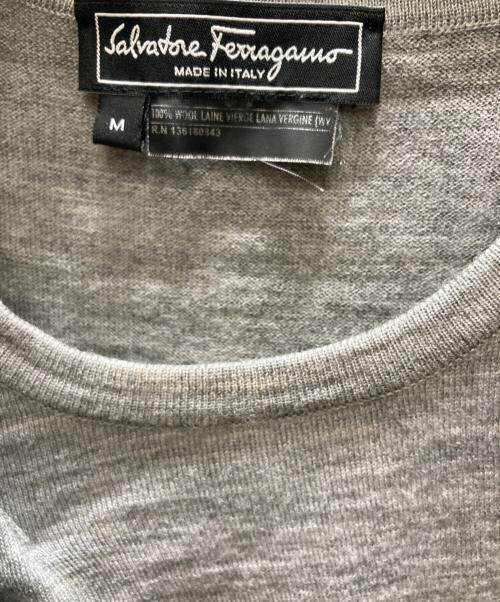 Salvatore Ferragamo
MADE IN ITALY
M
100% WOOL LAINE VIERGE LANA VERGINE (WV
R.N 136180843